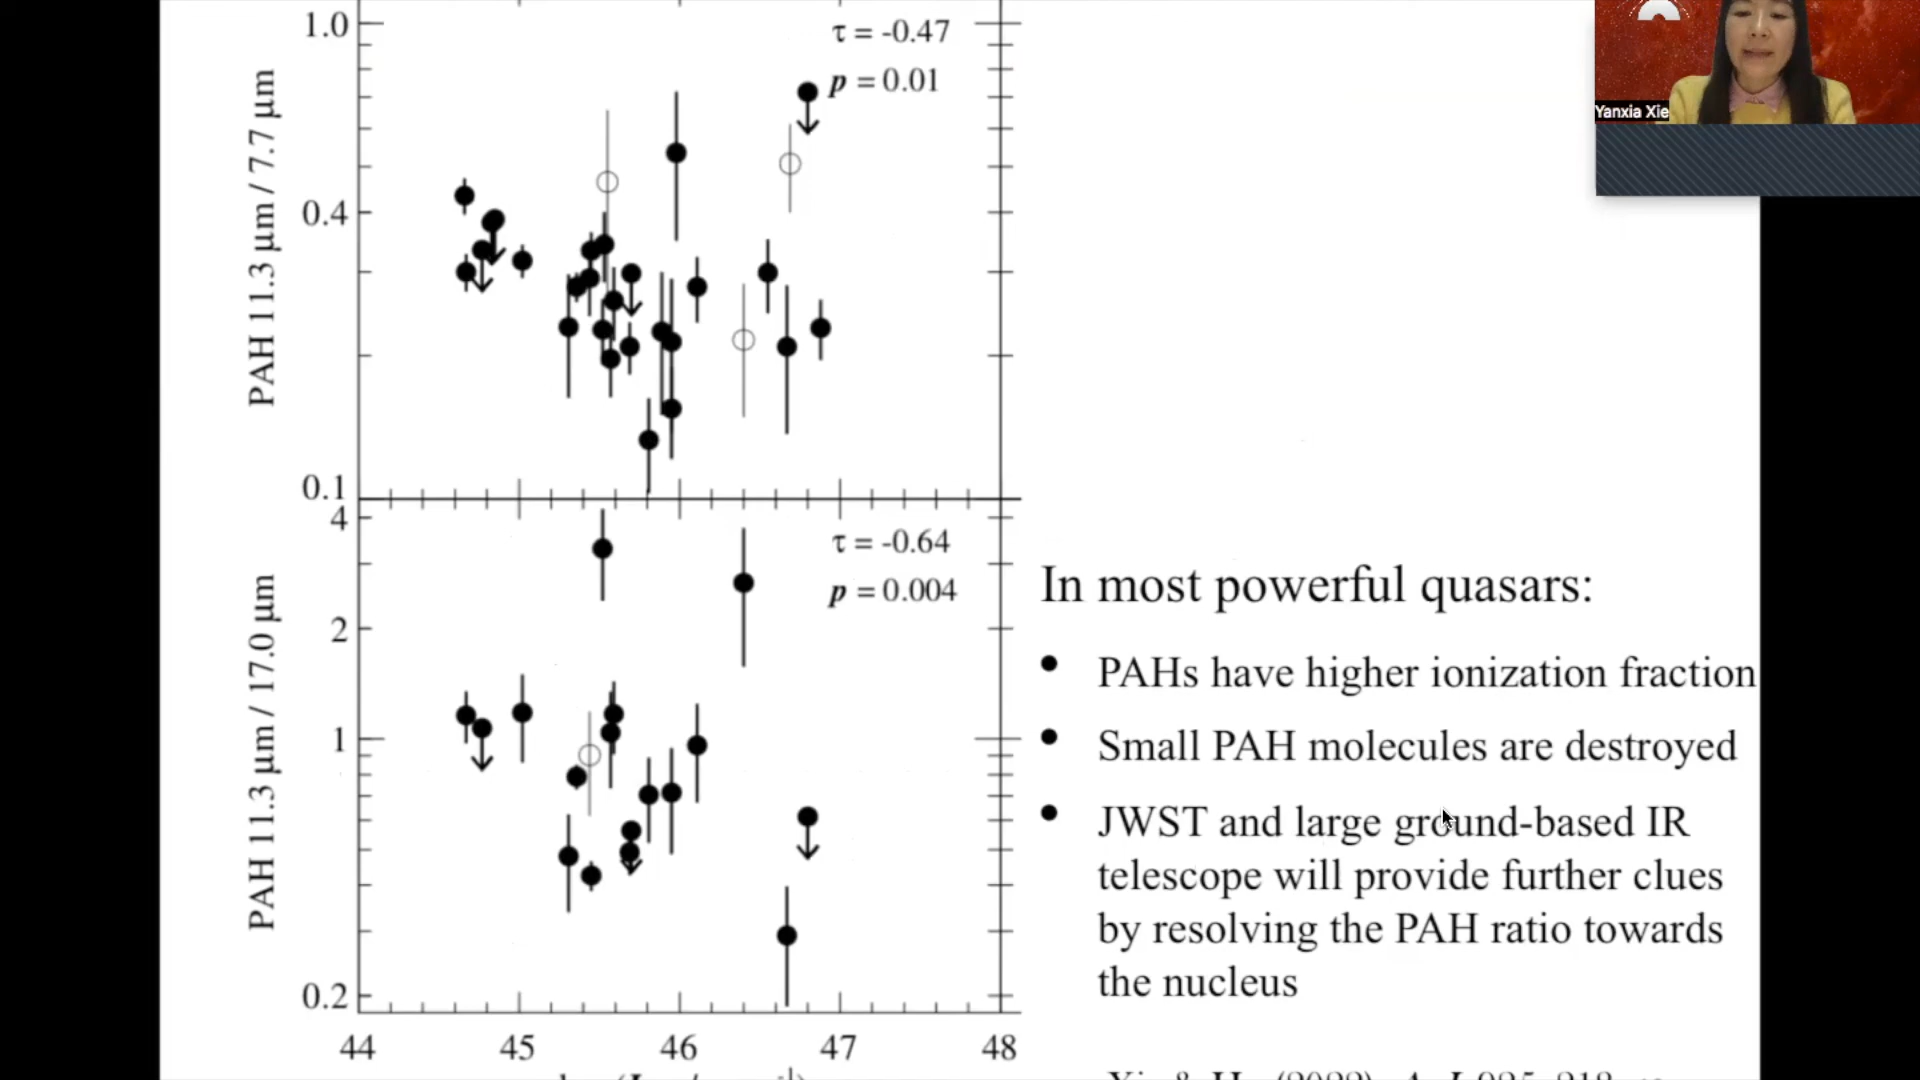 1.0
τ = -0.47
p = 0.01
Yanxia Xie
PAH 11.3 μm / 7.7 μm
0.4
0.1
4
τ = -0.64
p = 0.004
PAH 11.3 μm / 17.0 μm
2
1
0.2
44 45 46 47 48
In most powerful quasars:
• PAHs have higher ionization fraction
• Small PAH molecules are destroyed
• JWST and large ground-based IR
telescope will provide further clues
by resolving the PAH ratio towards
the nucleus